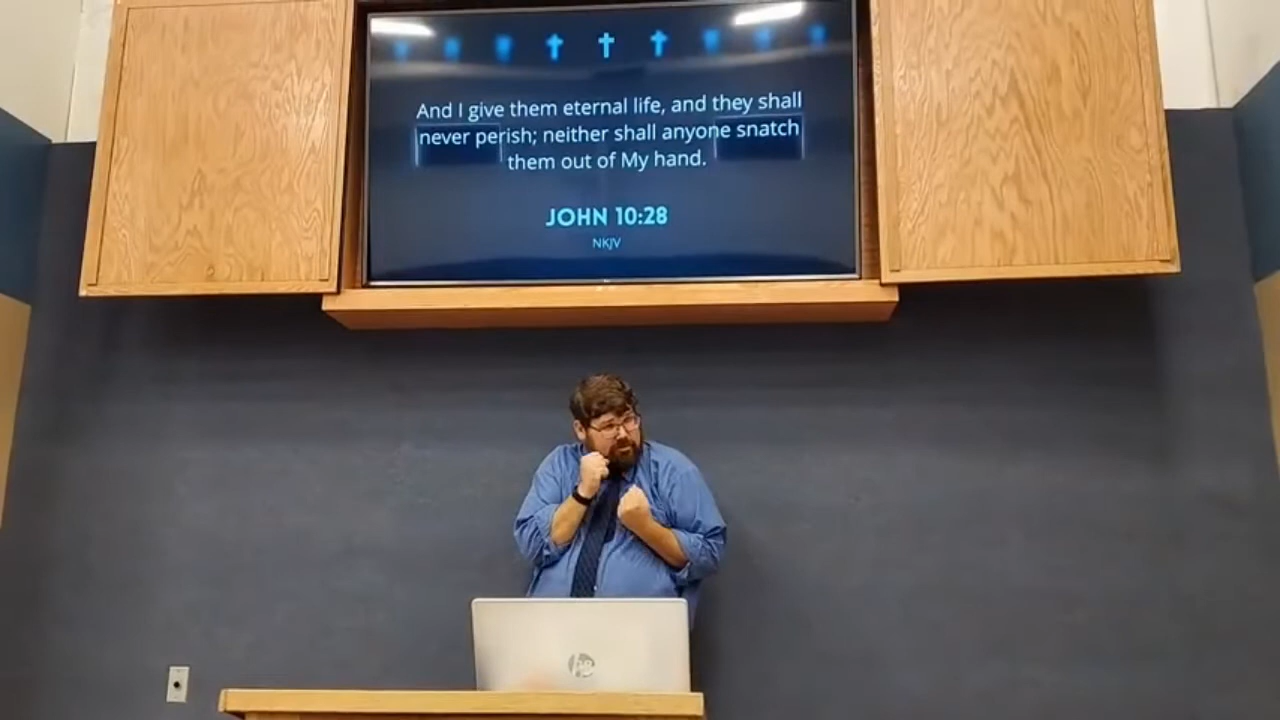 And I give them eternal life, and they shall
never perish; neither shall anyone snatch
them out of My hand.
JOHN 10:28
NKJV
hp